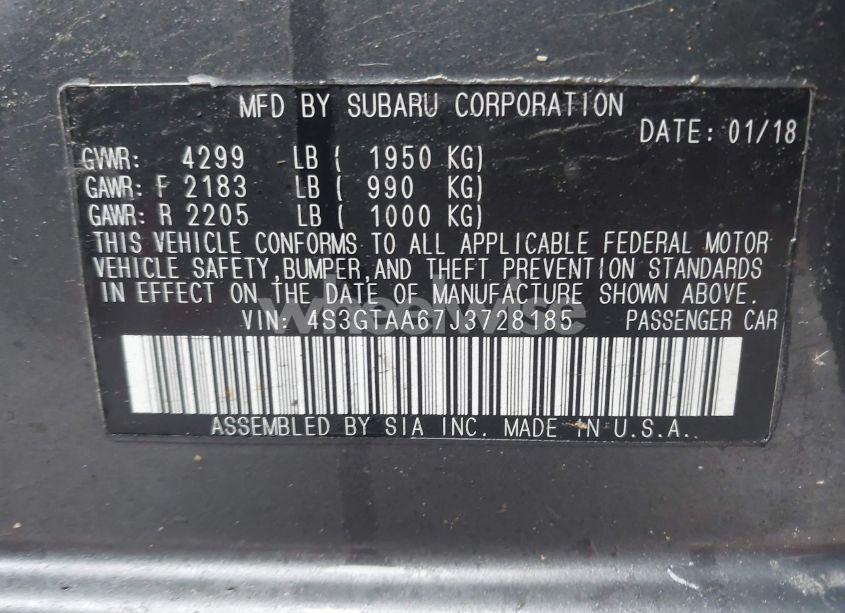 MFD BY SUBARU CORPORATION
DATE: 01/18
GVWR: 4299 LB ( 1950 KG)
GAWR: F 2183 LB ( 990 KG)
GAWR: R 2205 LB ( 1000 KG)
THIS VEHICLE CONFORMS TO ALL APPLICABLE FEDERAL MOTOR
VEHICLE SAFETY,BUMPER,AND THEFT PREVENTION STANDARDS
IN EFFECT ON THE DATE OF MANUFACTURE SHOWN ABOVE.
wheelwise
VIN: 4S3GTAA67J3728185 PASSENGER CAR
ASSEMBLED BY SIA INC. MADE IN U.S.A.